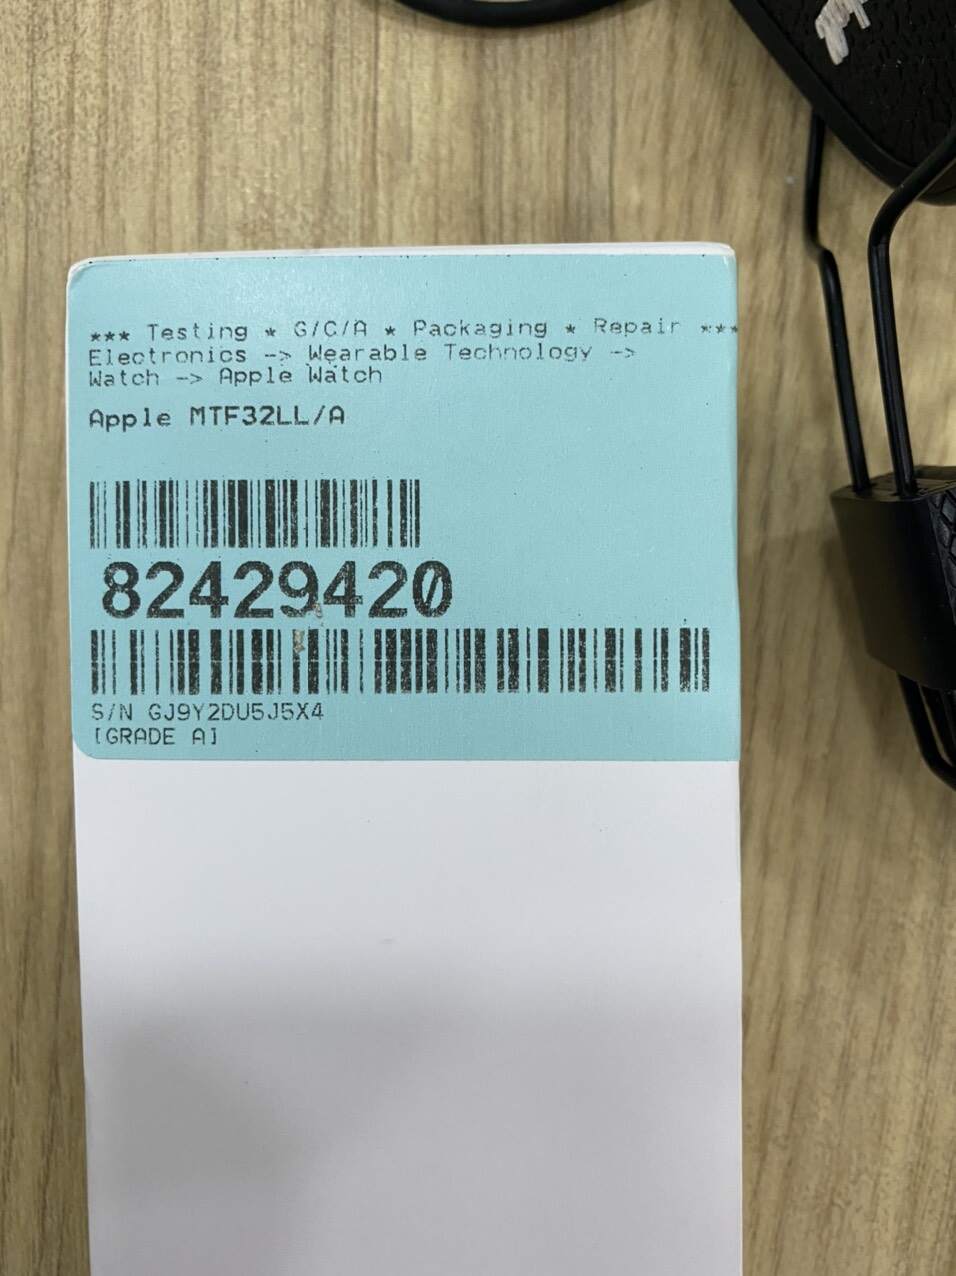 *** Testing * G/C/A * Packaging * Repair ***
Electronics -> Wearable Technology ->
Watch -> Apple Watch
Apple MTF32LL/A
82429420
S/N GJ9Y2DU5J5X4
[GRADE A]